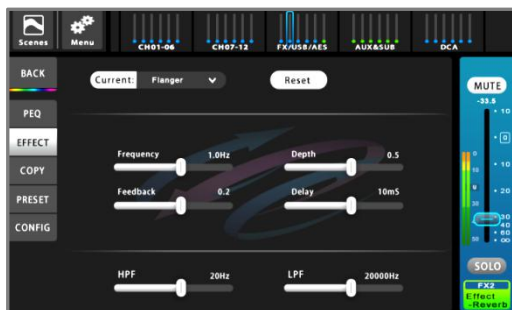 Scenes
Menu
CH01-06
CH07-12
FX/USB/AES
AUX&SUB
DCA
BACK
Current:
Flanger
Reset
MUTE
-33.5
10
0
10
20
30
40
60
∞
PEQ
EFFECT
COPY
PRESET
CONFIG
Frequency
1.0Hz
Depth
0.5
Feedback
0.2
Delay
10mS
HPF
20Hz
LPF
20000Hz
SOLO
FX2
Effect
-Reverb